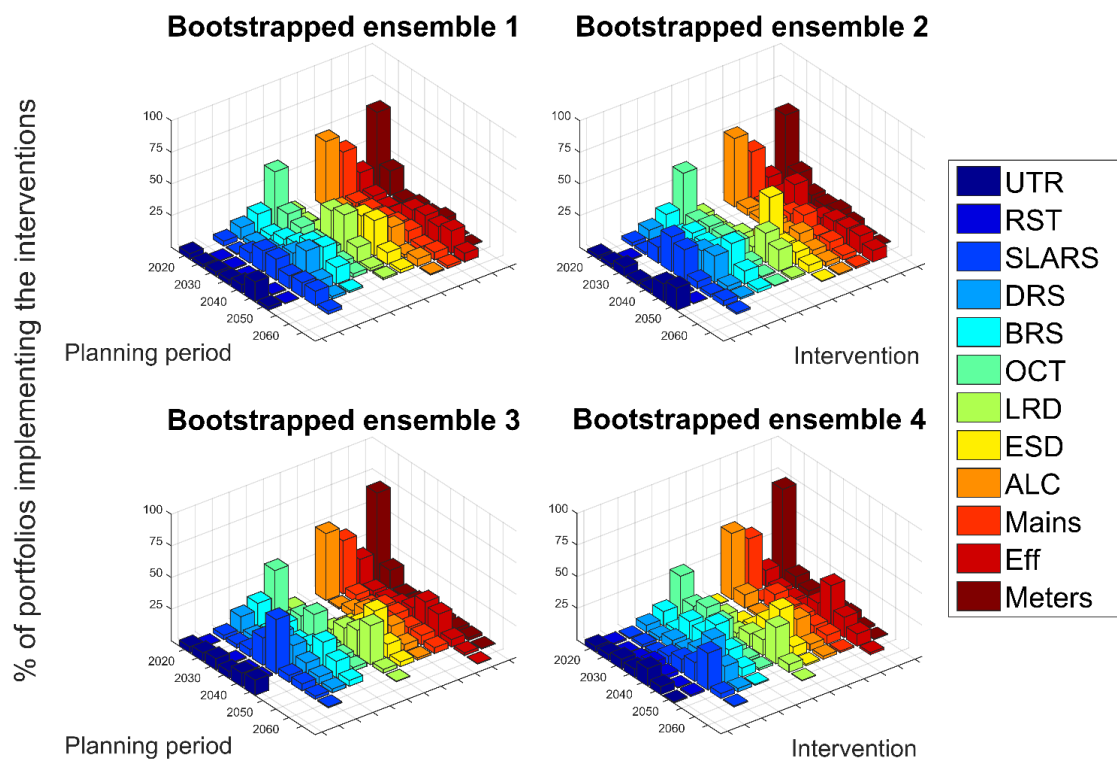 Bootstrapped ensemble 1
Bootstrapped ensemble 2
% of portfolios implementing the interventions
100
75
50
25
2020
2030
2040
2050
2060
Planning period
100
75
50
25
2020
2030
2040
2050
2060
Intervention
Bootstrapped ensemble 3
Bootstrapped ensemble 4
100
75
50
25
2020
2030
2040
2050
2060
Planning period
100
75
50
25
2020
2030
2040
2050
2060
Intervention
UTR
RST
SLARS
DRS
BRS
OCT
LRD
ESD
ALC
Mains
Eff
Meters